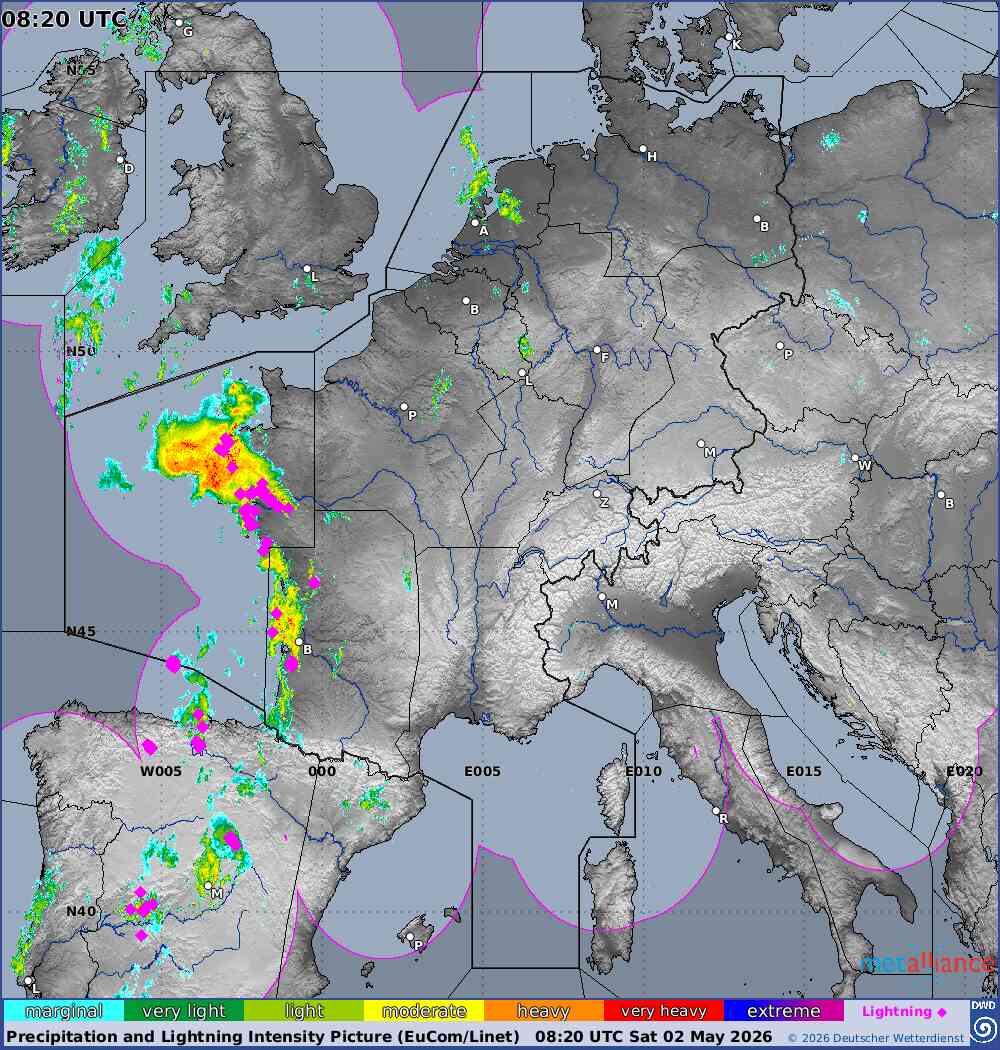 08:20 UTC
G
K
N55
H
D
B
A
L
B
N50
P
F
L
P
M
W
Z
B
M
N45
B
W005
000
E005
E010
E015
E020
R
M
N40
P
metalliance
L
marginal
very light
light
moderate
heavy
very heavy
extreme
Lightning
DWD
Precipitation and Lightning Intensity Picture (EuCom/Linet) 08:20 UTC Sat 02 May 2026 © 2026 Deutscher Wetterdienst